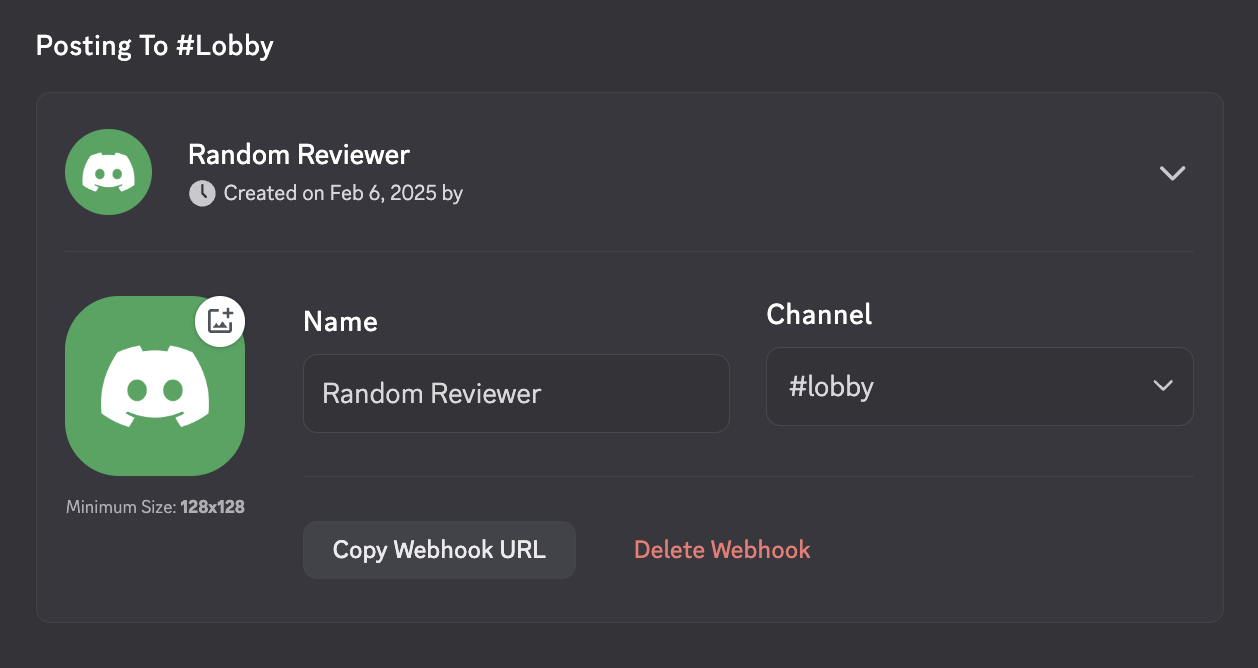 Posting To #Lobby
Random Reviewer
Created on Feb 6, 2025 by
Name
Channel
Random Reviewer
#lobby
Minimum Size: 128x128
Copy Webhook URL
Delete Webhook